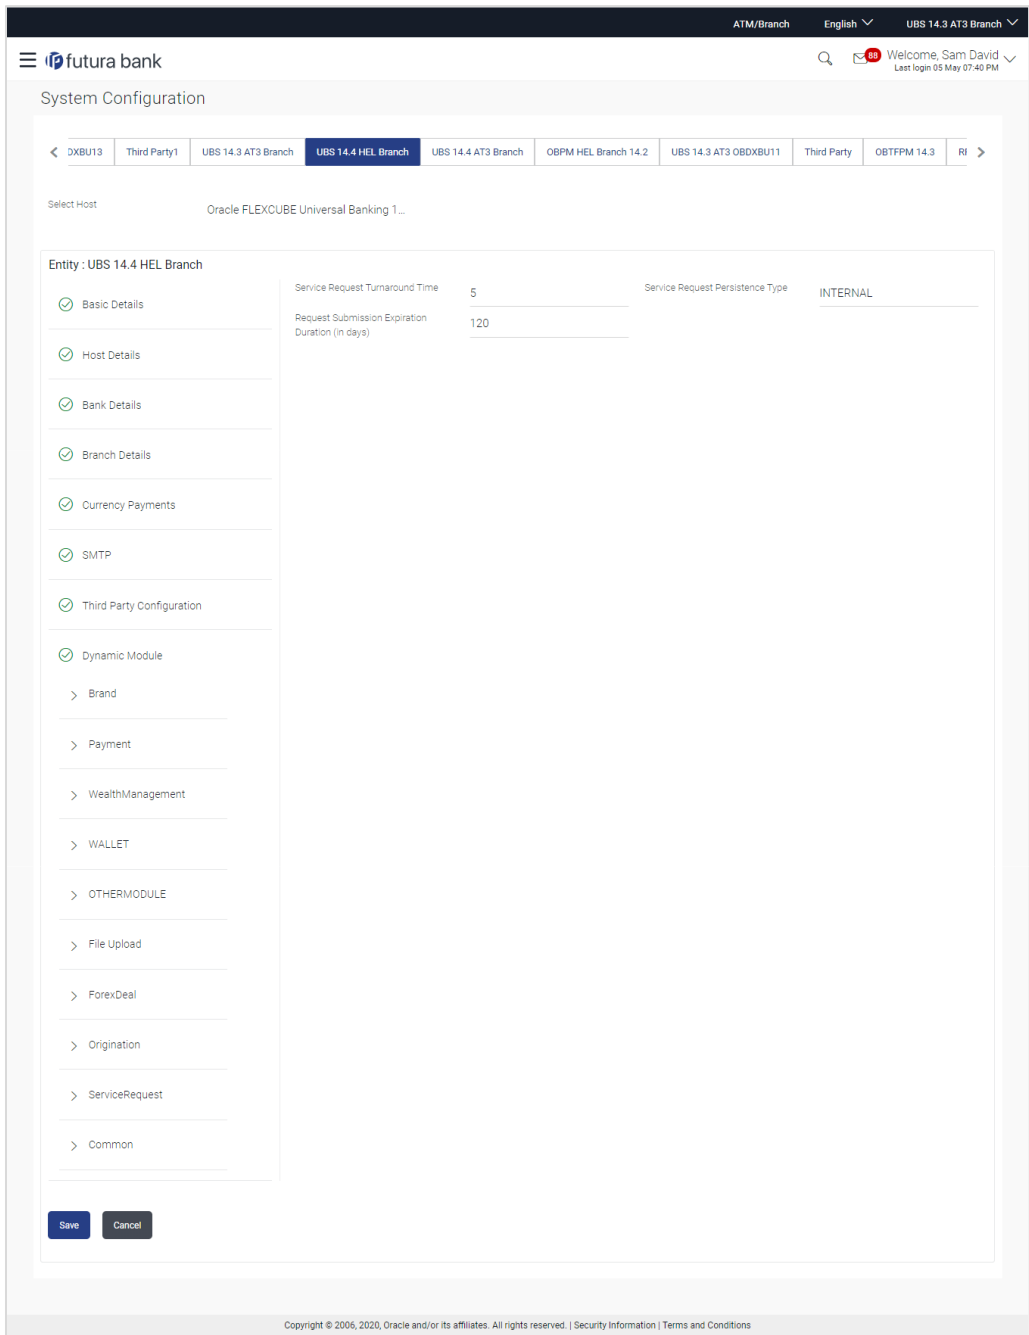 ATM/Branch English UBS 14.3 AT3 Branch
futura bank 88 Welcome, Sam David
Last login 05 May 07:40 PM
System Configuration
DXBU13 Third Party1 UBS 14.3 AT3 Branch UBS 14.4 HEL Branch UBS 14.4 AT3 Branch OBPM HEL Branch 14.2 UBS 14.3 AT3 OBDXBU11 Third Party OBTFPM 14.3
Select Host Oracle FLEXCUBE Universal Banking 1...
Entity : UBS 14.4 HEL Branch
Service Request Turnaround Time 5 Service Request Persistence Type INTERNAL
Request Submission Expiration
Duration (in days) 120
Basic Details
Host Details
Bank Details
Branch Details
Currency Payments
SMTP
Third Party Configuration
Dynamic Module
Brand
Payment
WealthManagement
WALLET
OTHERMODULE
File Upload
ForexDeal
Origination
ServiceRequest
Common
Save Cancel
Copyright © 2006, 2020, Oracle and/or its affiliates. All rights reserved. | Security Information | Terms and Conditions